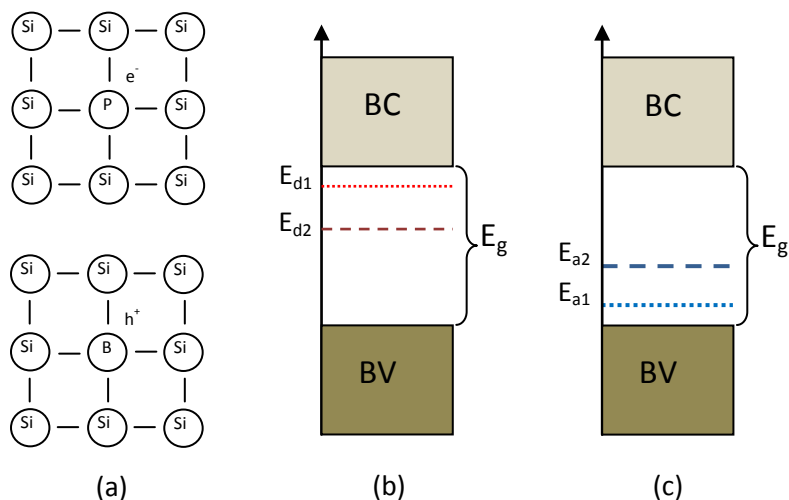 Si Si Si
e-
Si P Si
Si Si Si
Si Si Si
h+
Si B Si
Si Si Si
(a)
BC
Ed1
Ed2
Eg
BV
(b)
BC
Ea2
Ea1
Eg
BV
(c)